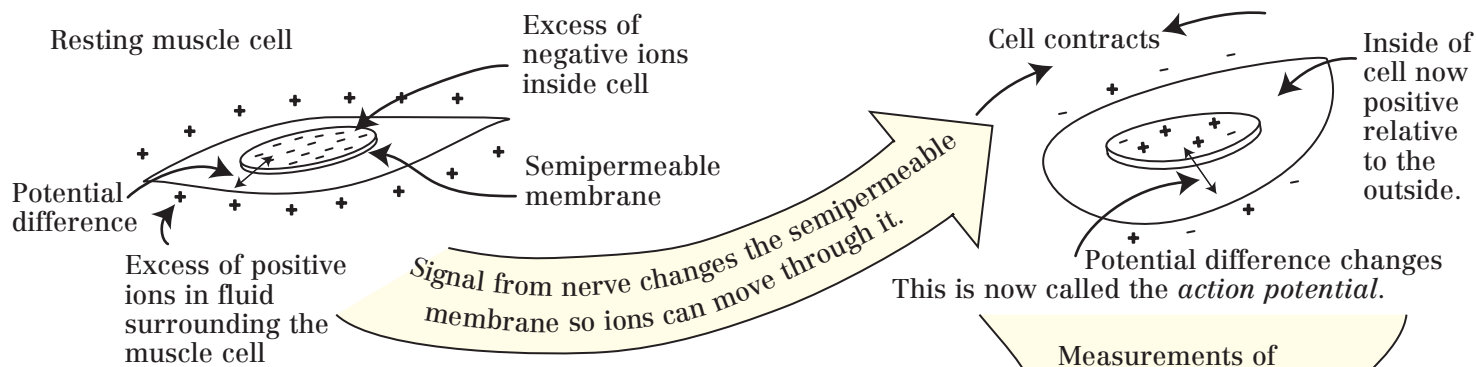 Resting muscle cell
Excess of
negative ions
inside cell
Semipermeable
membrane
Potential
difference
Excess of positive
ions in fluid
surrounding the
muscle cell
Signal from nerve changes the semipermeable
membrane so ions can move through it.
Cell contracts
Inside of
cell now
positive
relative
to the
outside.
Potential difference changes
This is now called the action potential.
Measurements of